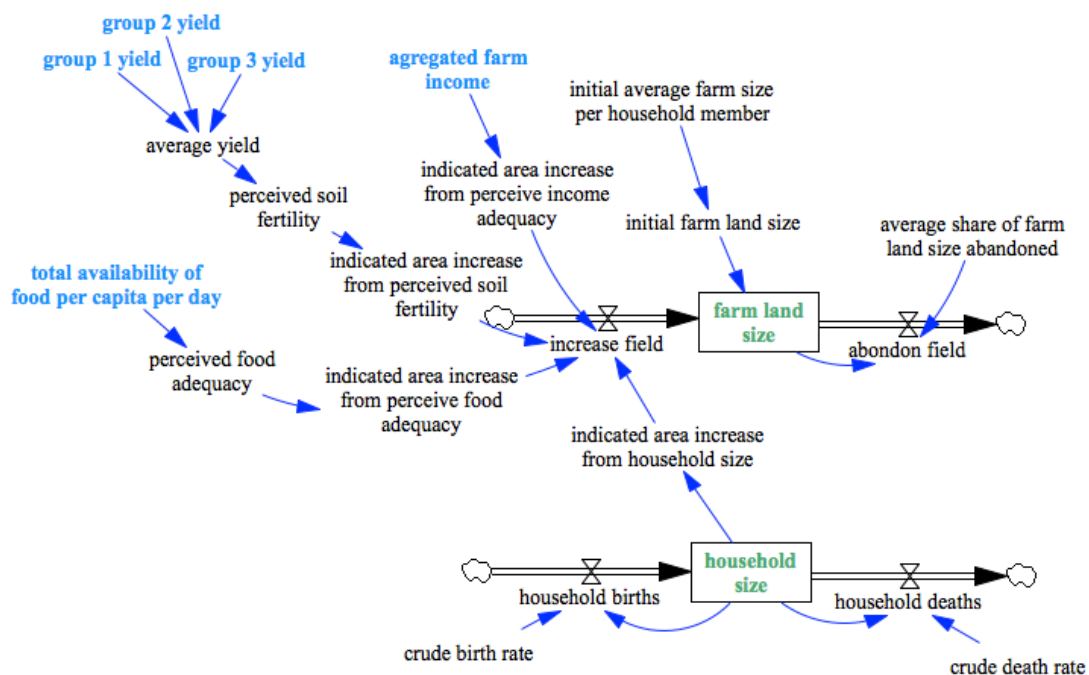 group 2 yield
group 1 yield
group 3 yield
average yield
perceived soil
fertility
indicated area increase
from perceived soil
fertility
total availability of
food per capita per day
perceived food
adequacy
indicated area increase
from perceive food
adequacy
agregated farm
income
indicated area increase
from perceive income
adequacy
initial average farm size
per household member
initial farm land size
average share of farm
land size abandoned
farm land
size
increase field
abondon field
indicated area increase
from household size
household
size
household births
household deaths
crude birth rate
crude death rate